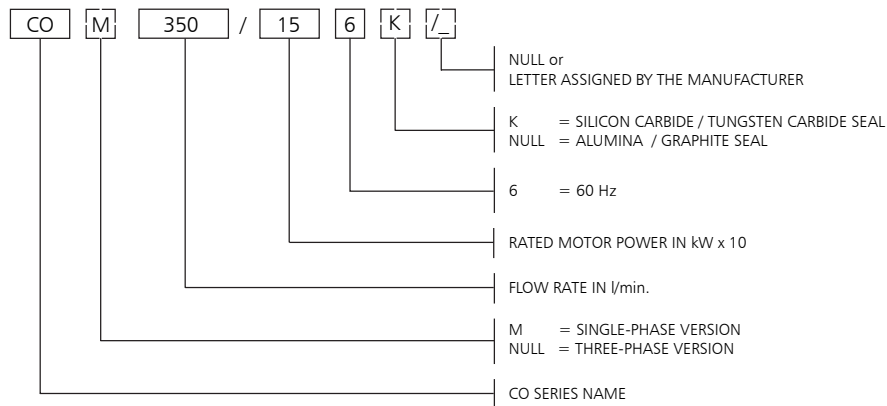 CO M 350 / 15 6 K /_
NULL or
LETTER ASSIGNED BY THE MANUFACTURER
K = SILICON CARBIDE / TUNGSTEN CARBIDE SEAL
NULL = ALUMINA / GRAPHITE SEAL
6 = 60 Hz
RATED MOTOR POWER IN kW x 10
FLOW RATE IN l/min.
M = SINGLE-PHASE VERSION
NULL = THREE-PHASE VERSION
CO SERIES NAME